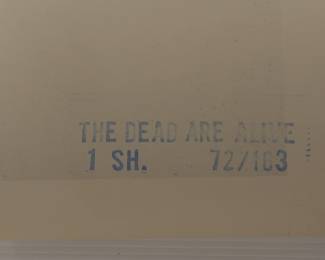 THE DEAD ARE ALIVE
1 SH. 72/103